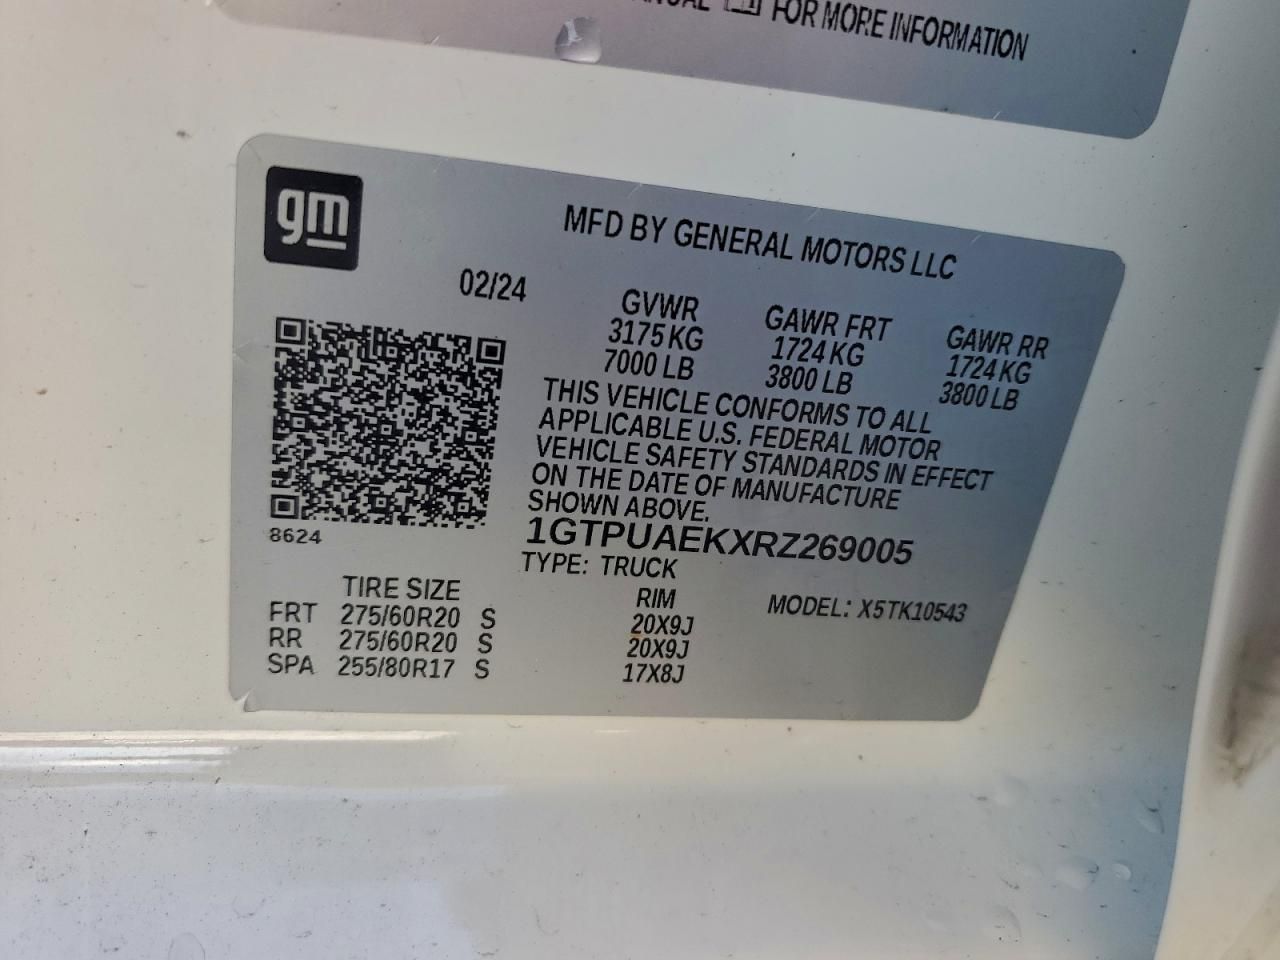 FOR MORE INFORMATION
gm
MFD BY GENERAL MOTORS LLC
02/24
GVWR GAWR FRT GAWR RR
3175 KG 1724 KG 1724 KG
7000 LB 3800 LB 3800 LB
THIS VEHICLE CONFORMS TO ALL
APPLICABLE U.S. FEDERAL MOTOR
VEHICLE SAFETY STANDARDS IN EFFECT
ON THE DATE OF MANUFACTURE
SHOWN ABOVE.
8624
1GTPUAEKXRZ269005
TYPE: TRUCK
TIRE SIZE RIM MODEL: X5TK10543
FRT 275/60R20 S 20X9J
RR 275/60R20 S 20X9J
SPA 255/80R17 S 17X8J